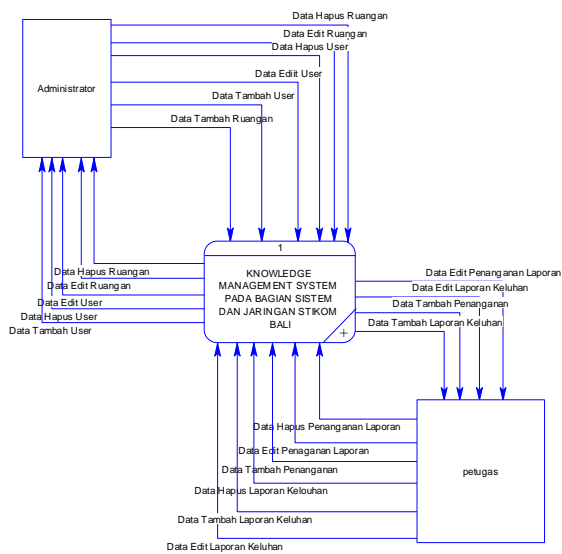 Data Hapus Ruangan
Data Edit Ruangan
Data Hapus User
Administrator
Data Ediit User
Data Tambah User
Data Tambah Ruangan
1
KNOWLEDGE
MANAGEMENT SYSTEM
PADA BAGIAN SISTEM
DAN JARINGAN STIKOM
BALI
Data Hapus Ruangan
Data Edit Ruangan
Data Edit User
Data Hapus User
Data Tambah User
Data Edit Penanganan Laporan
Data Edit Laporan Keluhan
Data Tambah Penanganan
Data Tambah Laporan Keluhan
Data Hapus Penanganan Laporan
Data Edit Penaganan Laporan
Data Tambah Penanganan
petugas
Data Hapus Laporan Kelouhan
Data Tambah Laporan Keluhan
Data Edit Laporan Keluhan